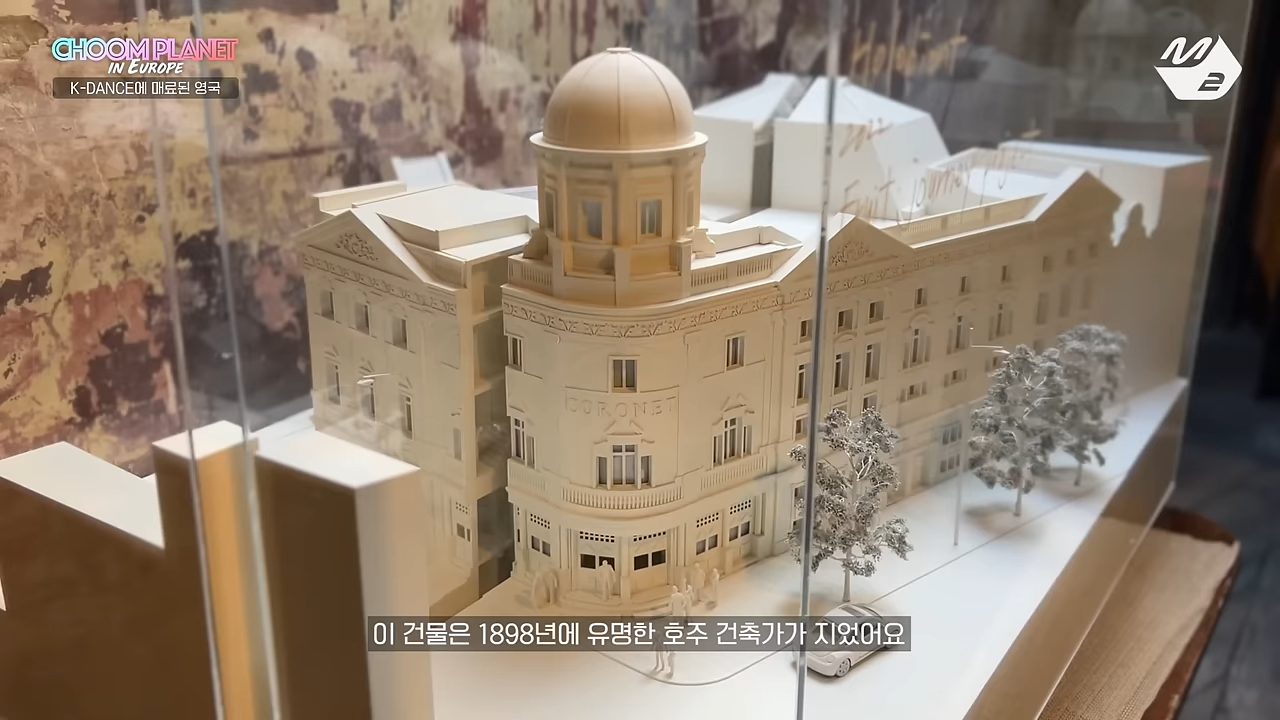 CHOOM PLANET
IN EUROPE
K-DANCE에 매료된 영국
M2
CORONET
이 건물은 1898년에 유명한 호주 건축가가 지었어요